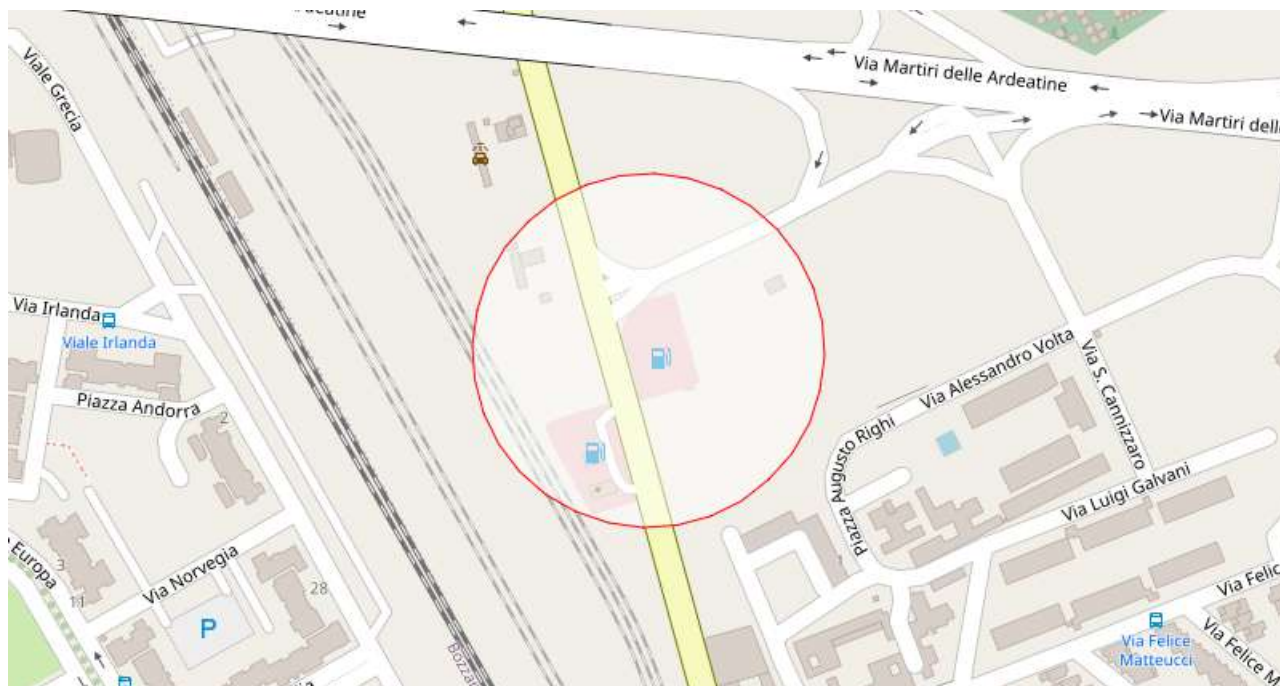 Viale Grecia
Via Martiri delle Ardeatine
Via Martiri dell
Via Irlanda
Viale Irlanda
Piazza Andorra
2
Via Alessandro Volta
Via S. Cannizzaro
Piazza Augusto Righi
Via Luigi Galvani
Europa
3
11
Via Norvegia
28
P
1
Via Felic
Via Felice
Matteucci
Via Felice M